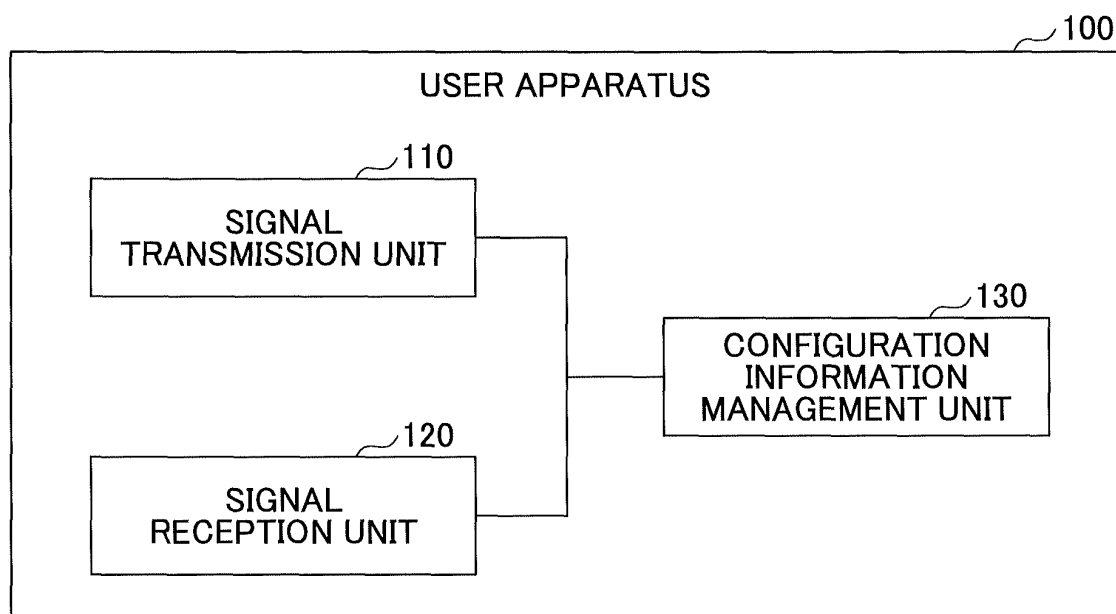 100
USER APPARATUS
110
SIGNAL
TRANSMISSION UNIT
130
CONFIGURATION
INFORMATION
MANAGEMENT UNIT
120
SIGNAL
RECEPTION UNIT